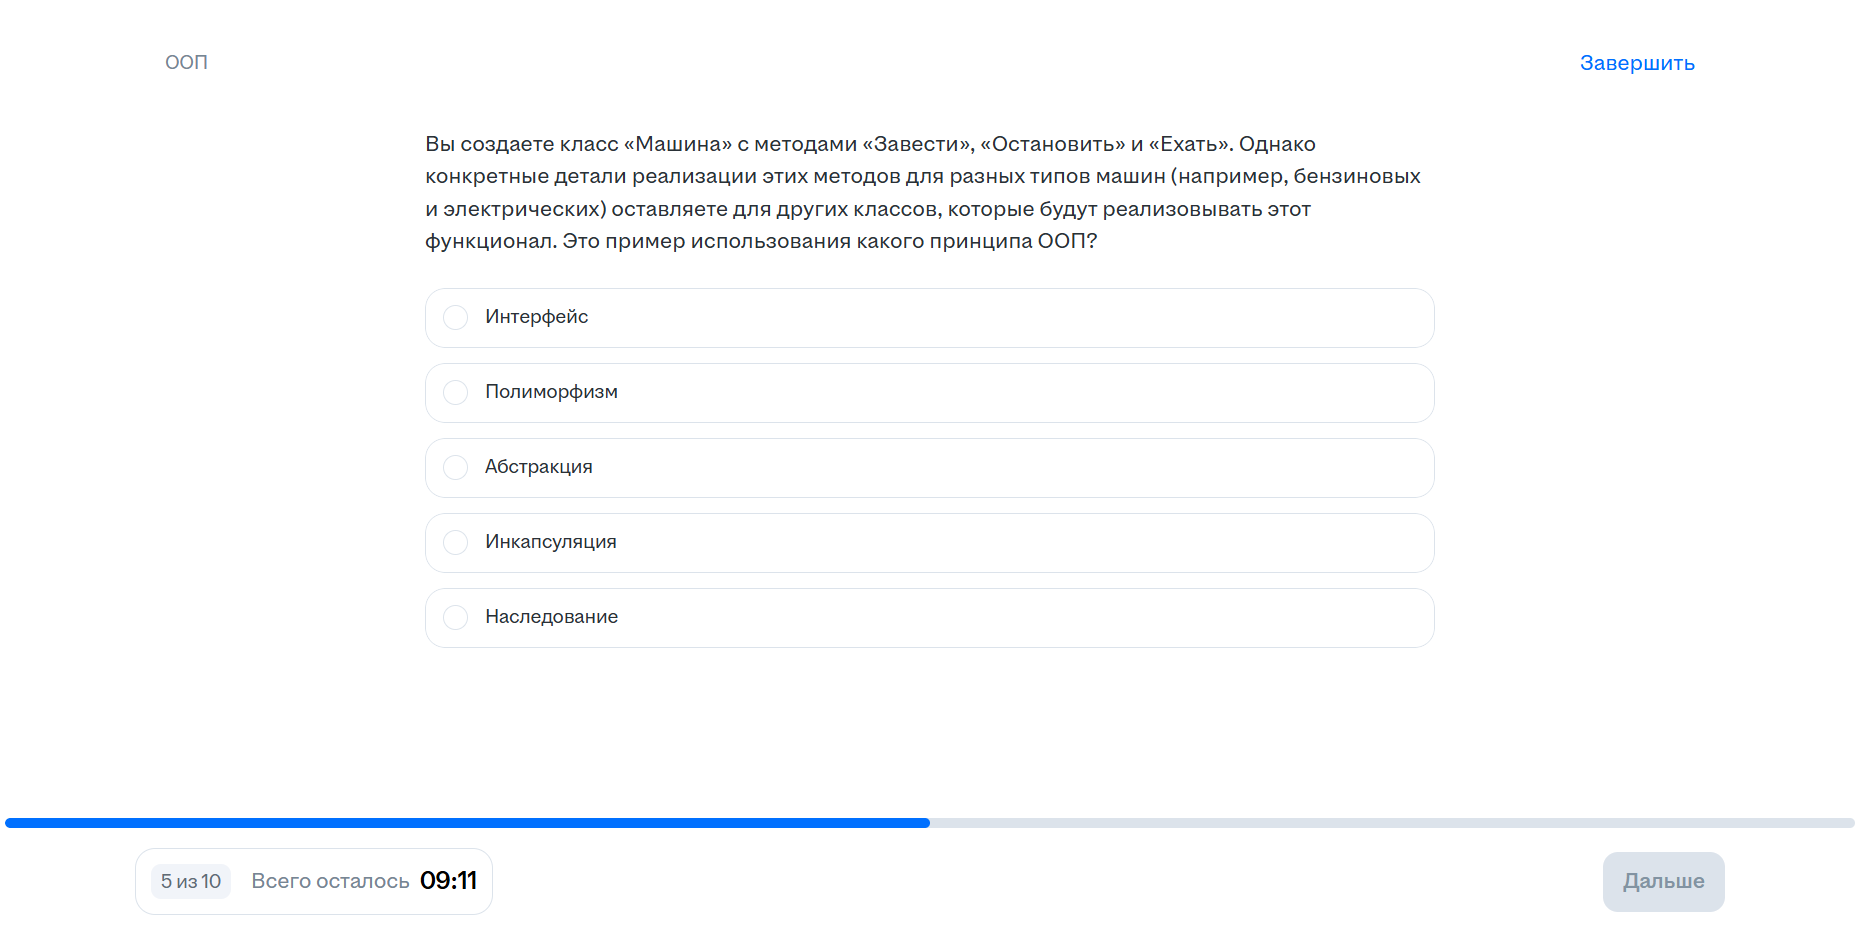 ООП
Завершить
Вы создаете класс «Машина» с методами «Завести», «Остановить» и «Ехать». Однако
конкретные детали реализации этих методов для разных типов машин (например, бензиновых
и электрических) оставляете для других классов, которые будут реализовывать этот
функционал. Это пример использования какого принципа ООП?
Интерфейс
Полиморфизм
Абстракция
Инкапсуляция
Наследование
5 из 10
Всего осталось 09:11
Дальше